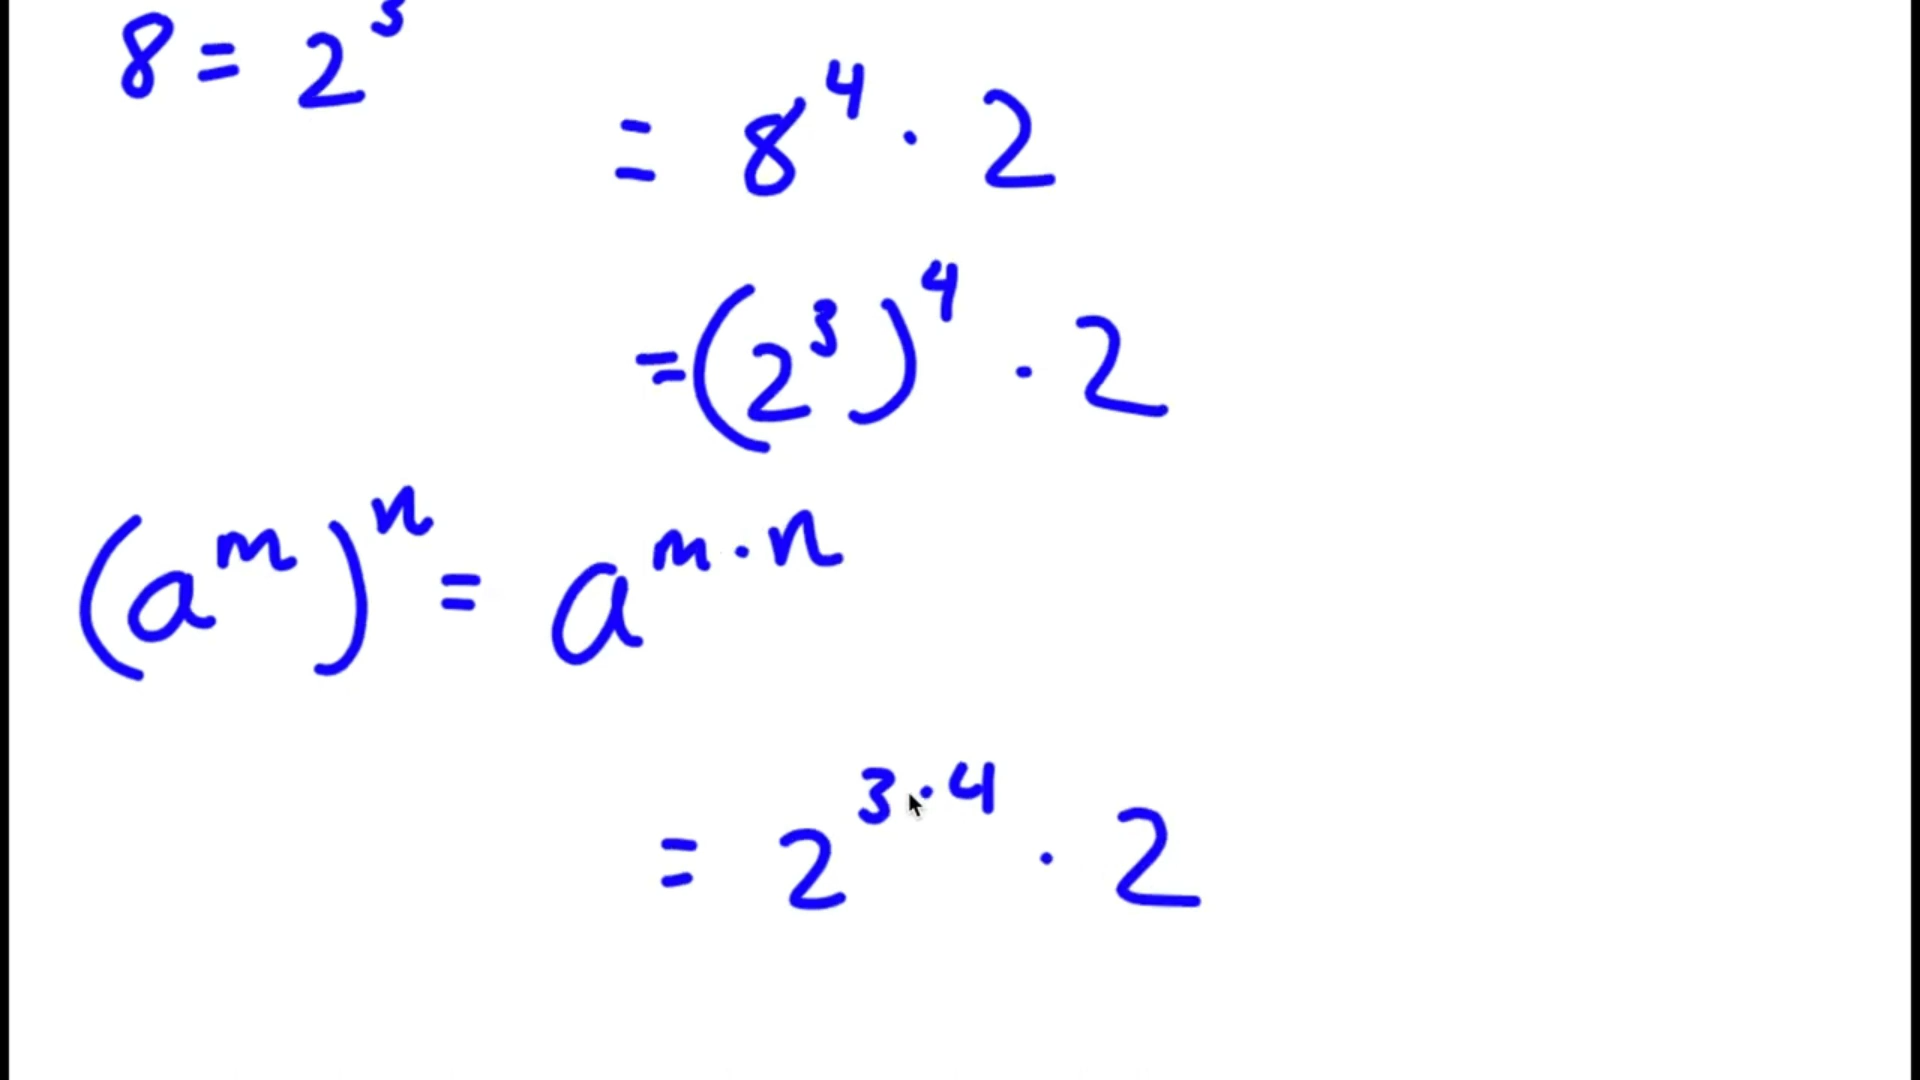 8 = 2³
= 8⁴ · 2
= (2³)⁴ · 2
(aᵐ)ⁿ = aᵐ·ⁿ
= 2³·⁴ · 2